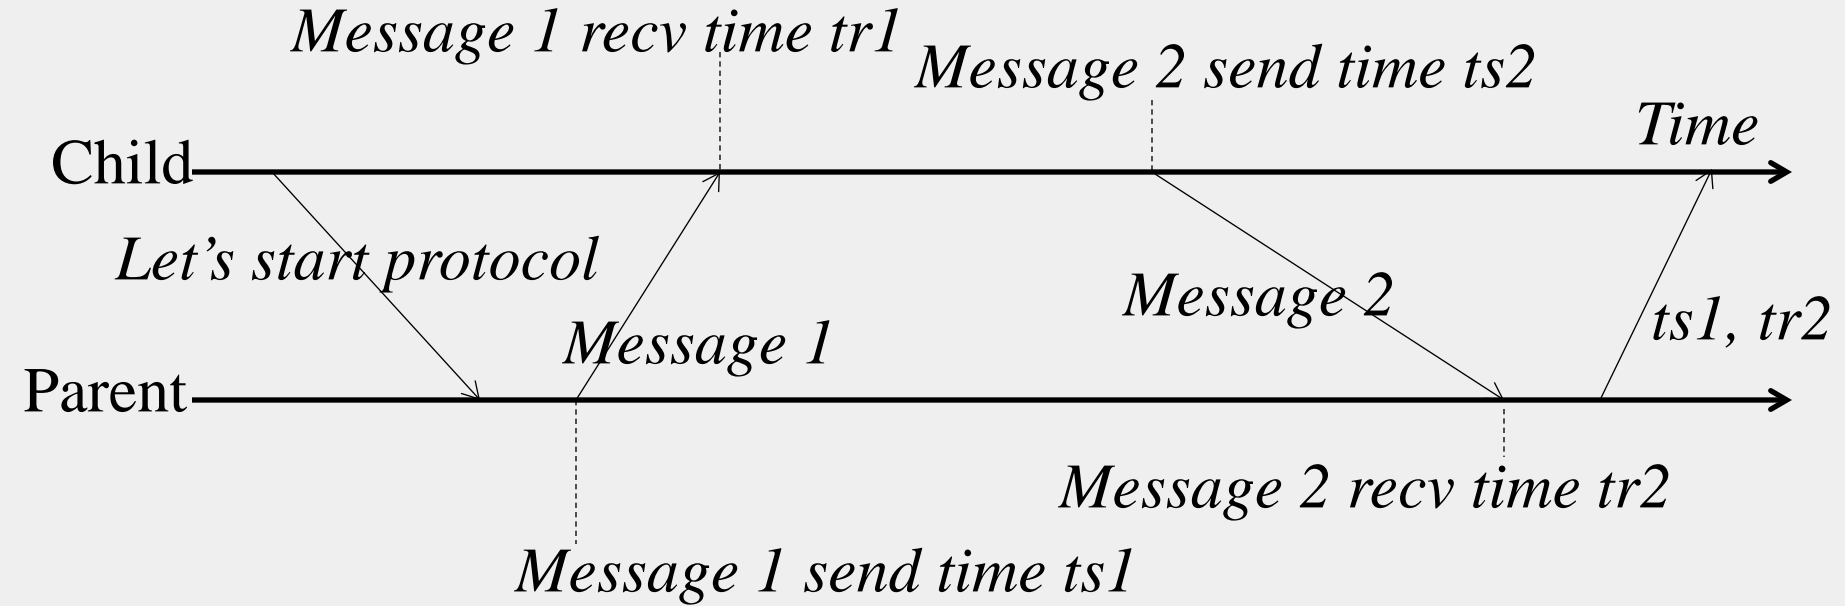 Message 1 recv time tr1
Message 2 send time ts2
Time
Child
Let’s start protocol
Message 2
ts1, tr2
Message 1
Parent
Message 2 recv time tr2
Message 1 send time ts1